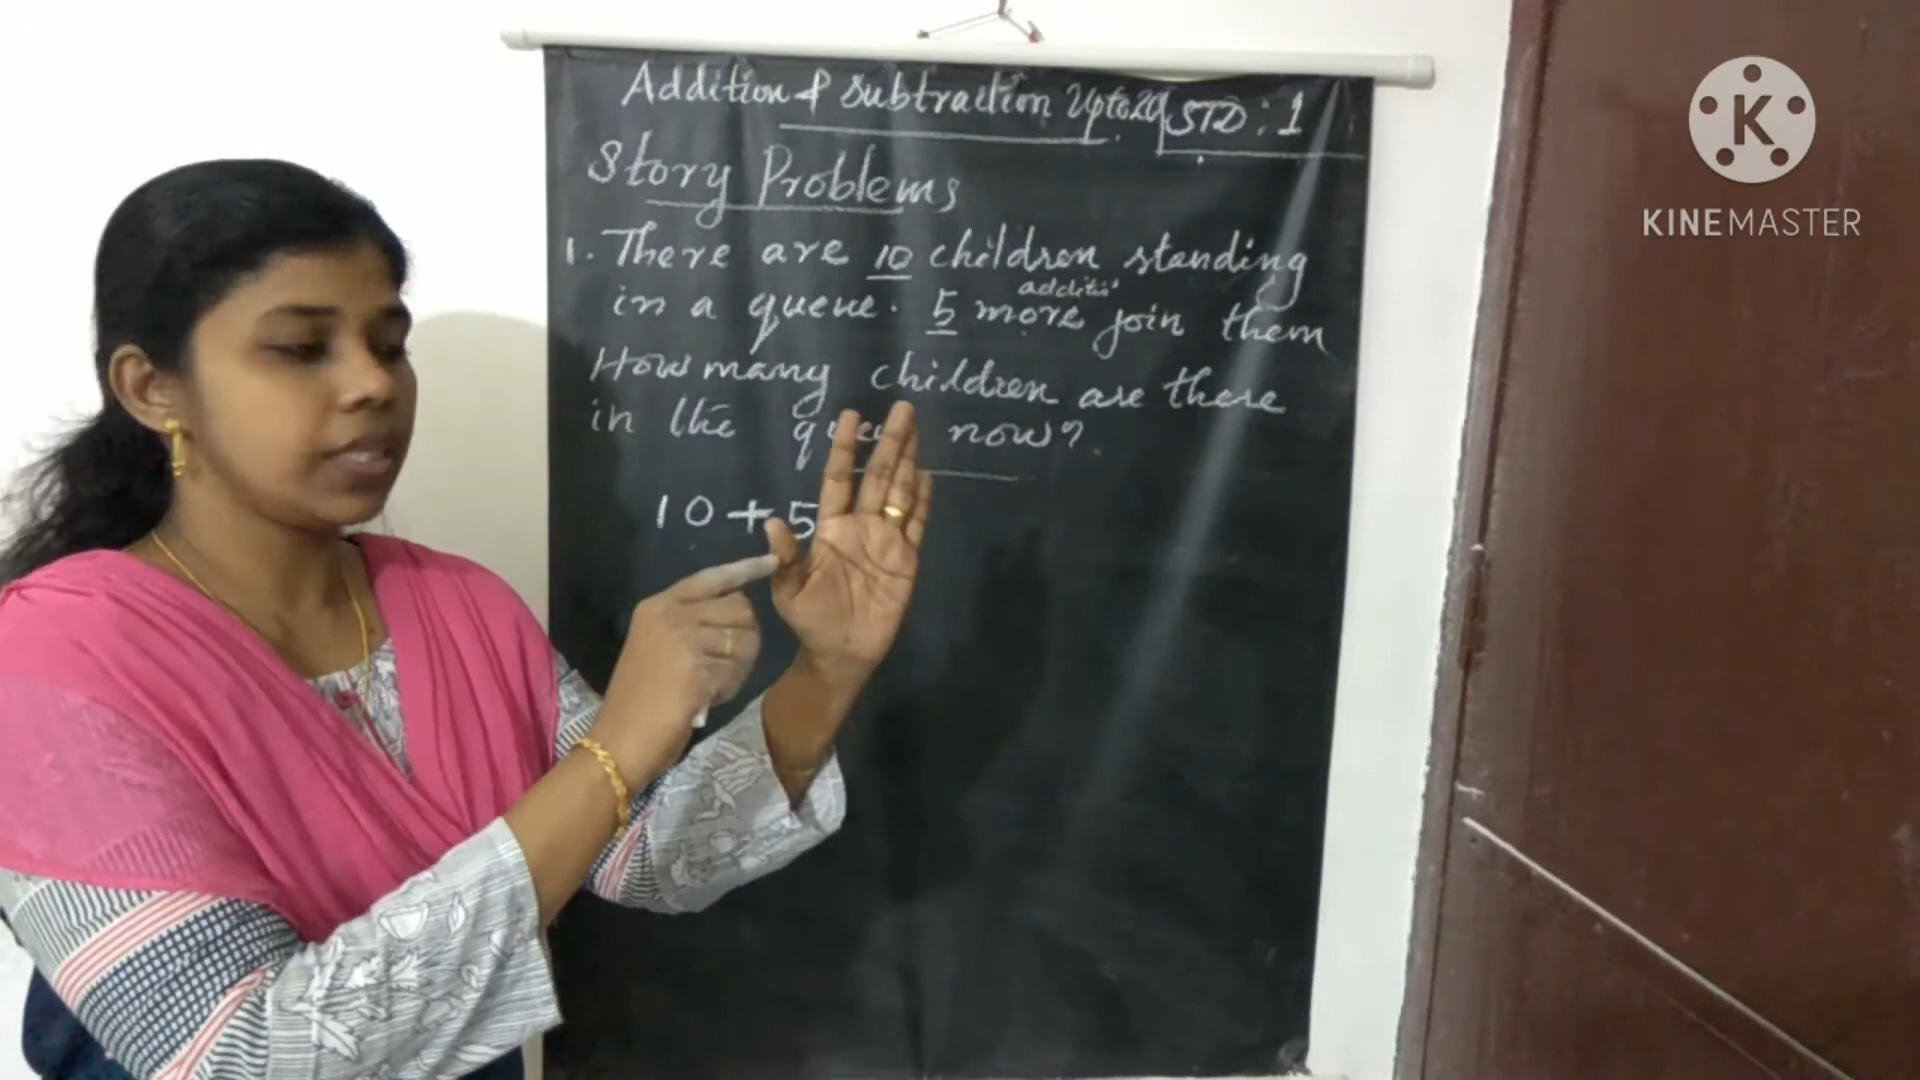 Addition & Subtraction Upto 20
STD : 1
Story Problems
1. There are 10 children standing
additio
in a queue. 5 more join them
How many children are there
in the now?
10 + 5
K
KINEMASTER